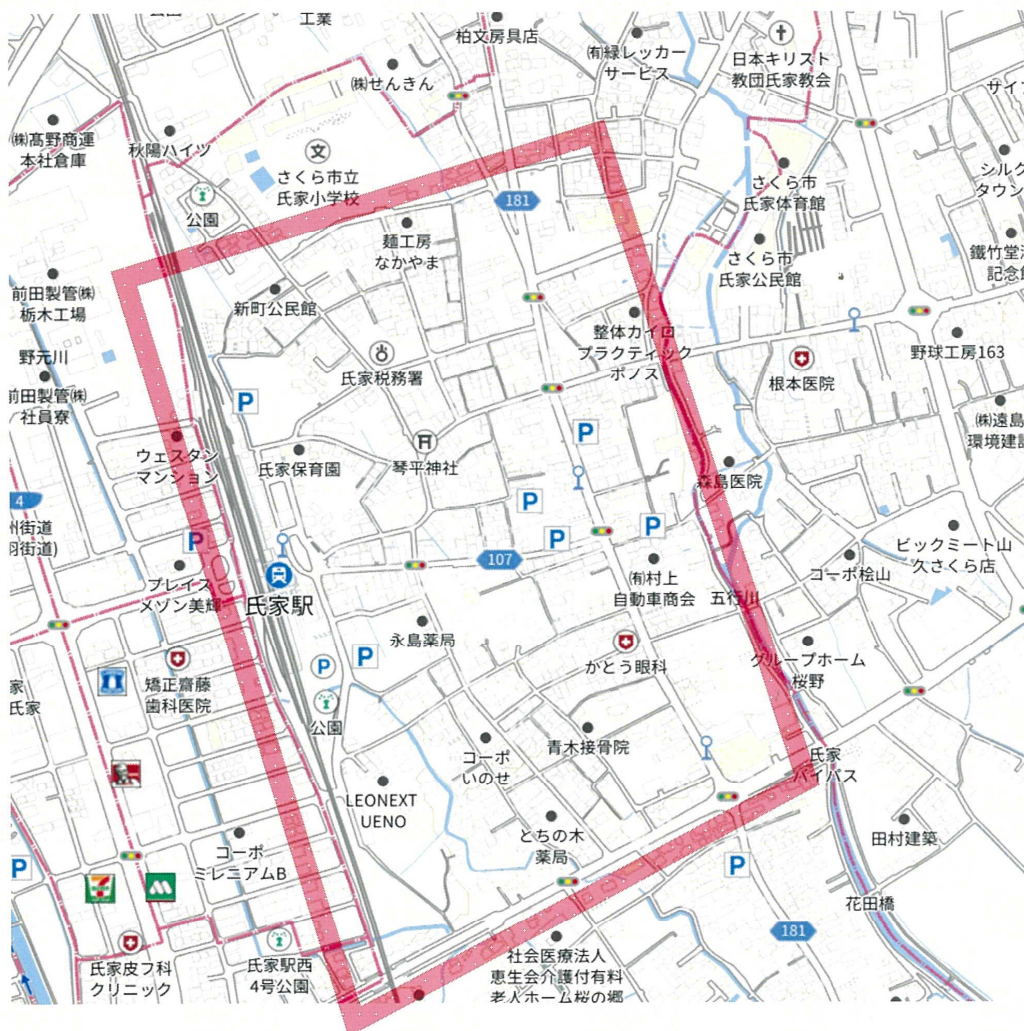 工業
柏文房具店
㈲緑レッカー
サービス
日本キリスト
教団氏家教会
㈱せんきん
サイ
㈱髙野商運
本社倉庫
秋陽ハイツ
文
さくら市立
氏家小学校
公園
181
さくら市
氏家体育館
シルク
タウン
麺工房
なかやま
さくら市
氏家公民館
鐵竹堂
記念館
前田製管㈱
栃木工場
新町公民館
整体カイロ
プラクティック
ボノス
野球工房163
野元川
前田製管㈱
社員寮
氏家税務署
根本医院
P
P
㈱遠島
環境建設
ウェスタン
マンション
氏家保育園
琴平神社
森島医院
4
州街道
羽街道)
P
P
P
P
107
ビックミート山
久さくら店
コーポ桧山
プレイス
メゾン美輝
氏家駅
㈲村上
自動車商会
五行川
永島薬局
P
P
かとう眼科
グループホーム
桜野
家
氏家
矯正齋藤
歯科医院
公園
コーポ
いのせ
青木接骨院
氏家
バイパス
LEONEXT
UENO
とちの木
薬局
田村建築
コーポ
ミレニアムB
P
P
花田橋
181
氏家皮フ科
クリニック
氏家駅西
4号公園
社会医療法人
恵生会介護付有料
老人ホーム桜の郷